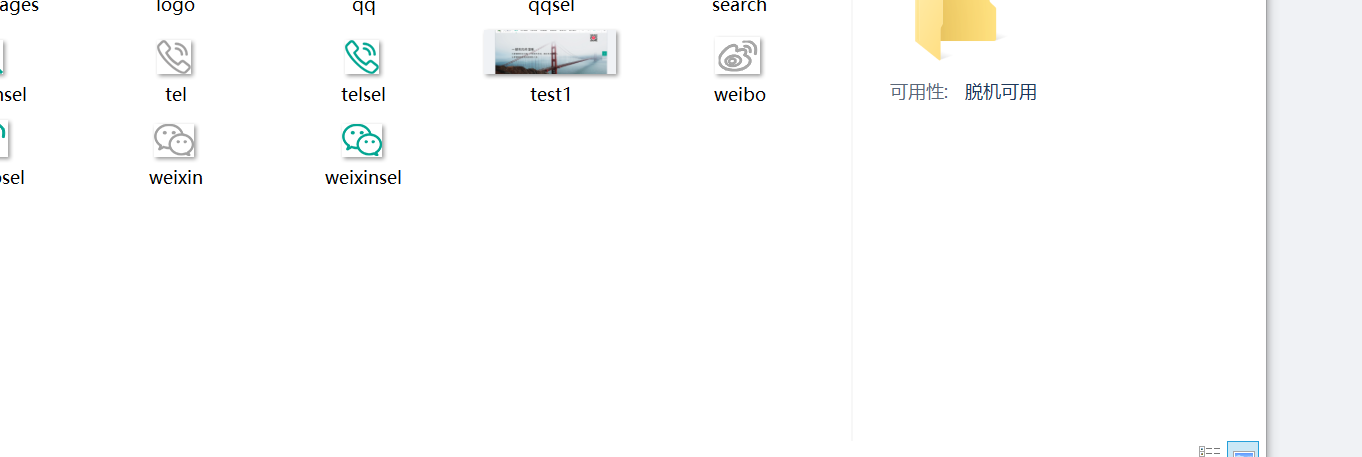 ages
logo
qq
qqsel
search
nsel
tel
telsel
test1
weibo
osel
weixin
weixinsel
可用性: 脱机可用